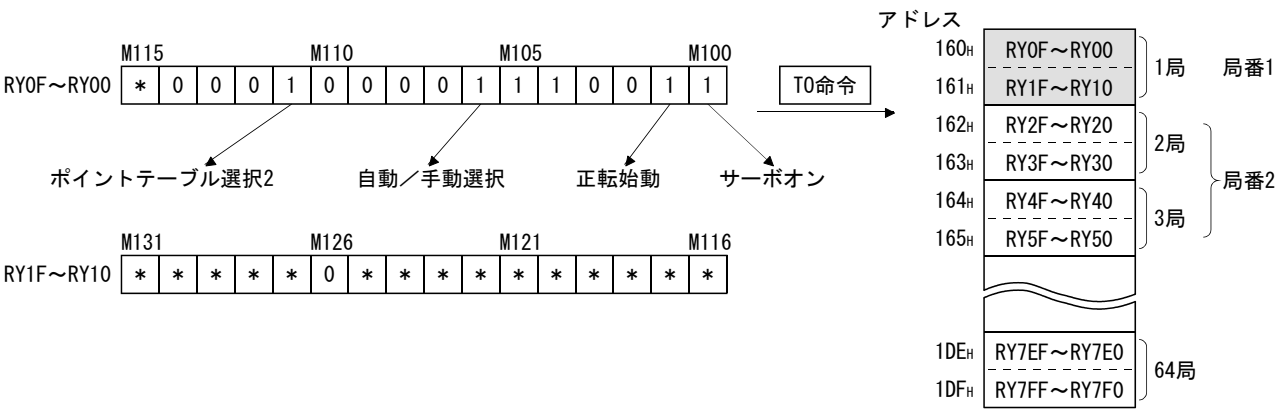 M115 M110 M105 M100
RY0F～RY00 * 0 0 0 1 0 0 0 0 1 1 1 0 0 1 1
ポイントテーブル選択2 自動／手動選択 正転始動 サーボオン
M131 M126 M121 M116
RY1F～RY10 * * * * * 0 * * * * * * * * * *
TO命令
アドレス
160H RY0F～RY00
161H RY1F～RY10
1局 局番1
162H RY2F～RY20
163H RY3F～RY30
2局
164H RY4F～RY40
165H RY5F～RY50
3局
局番2
1DEH RY7EF～RY7E0
1DFH RY7FF～RY7F0
64局